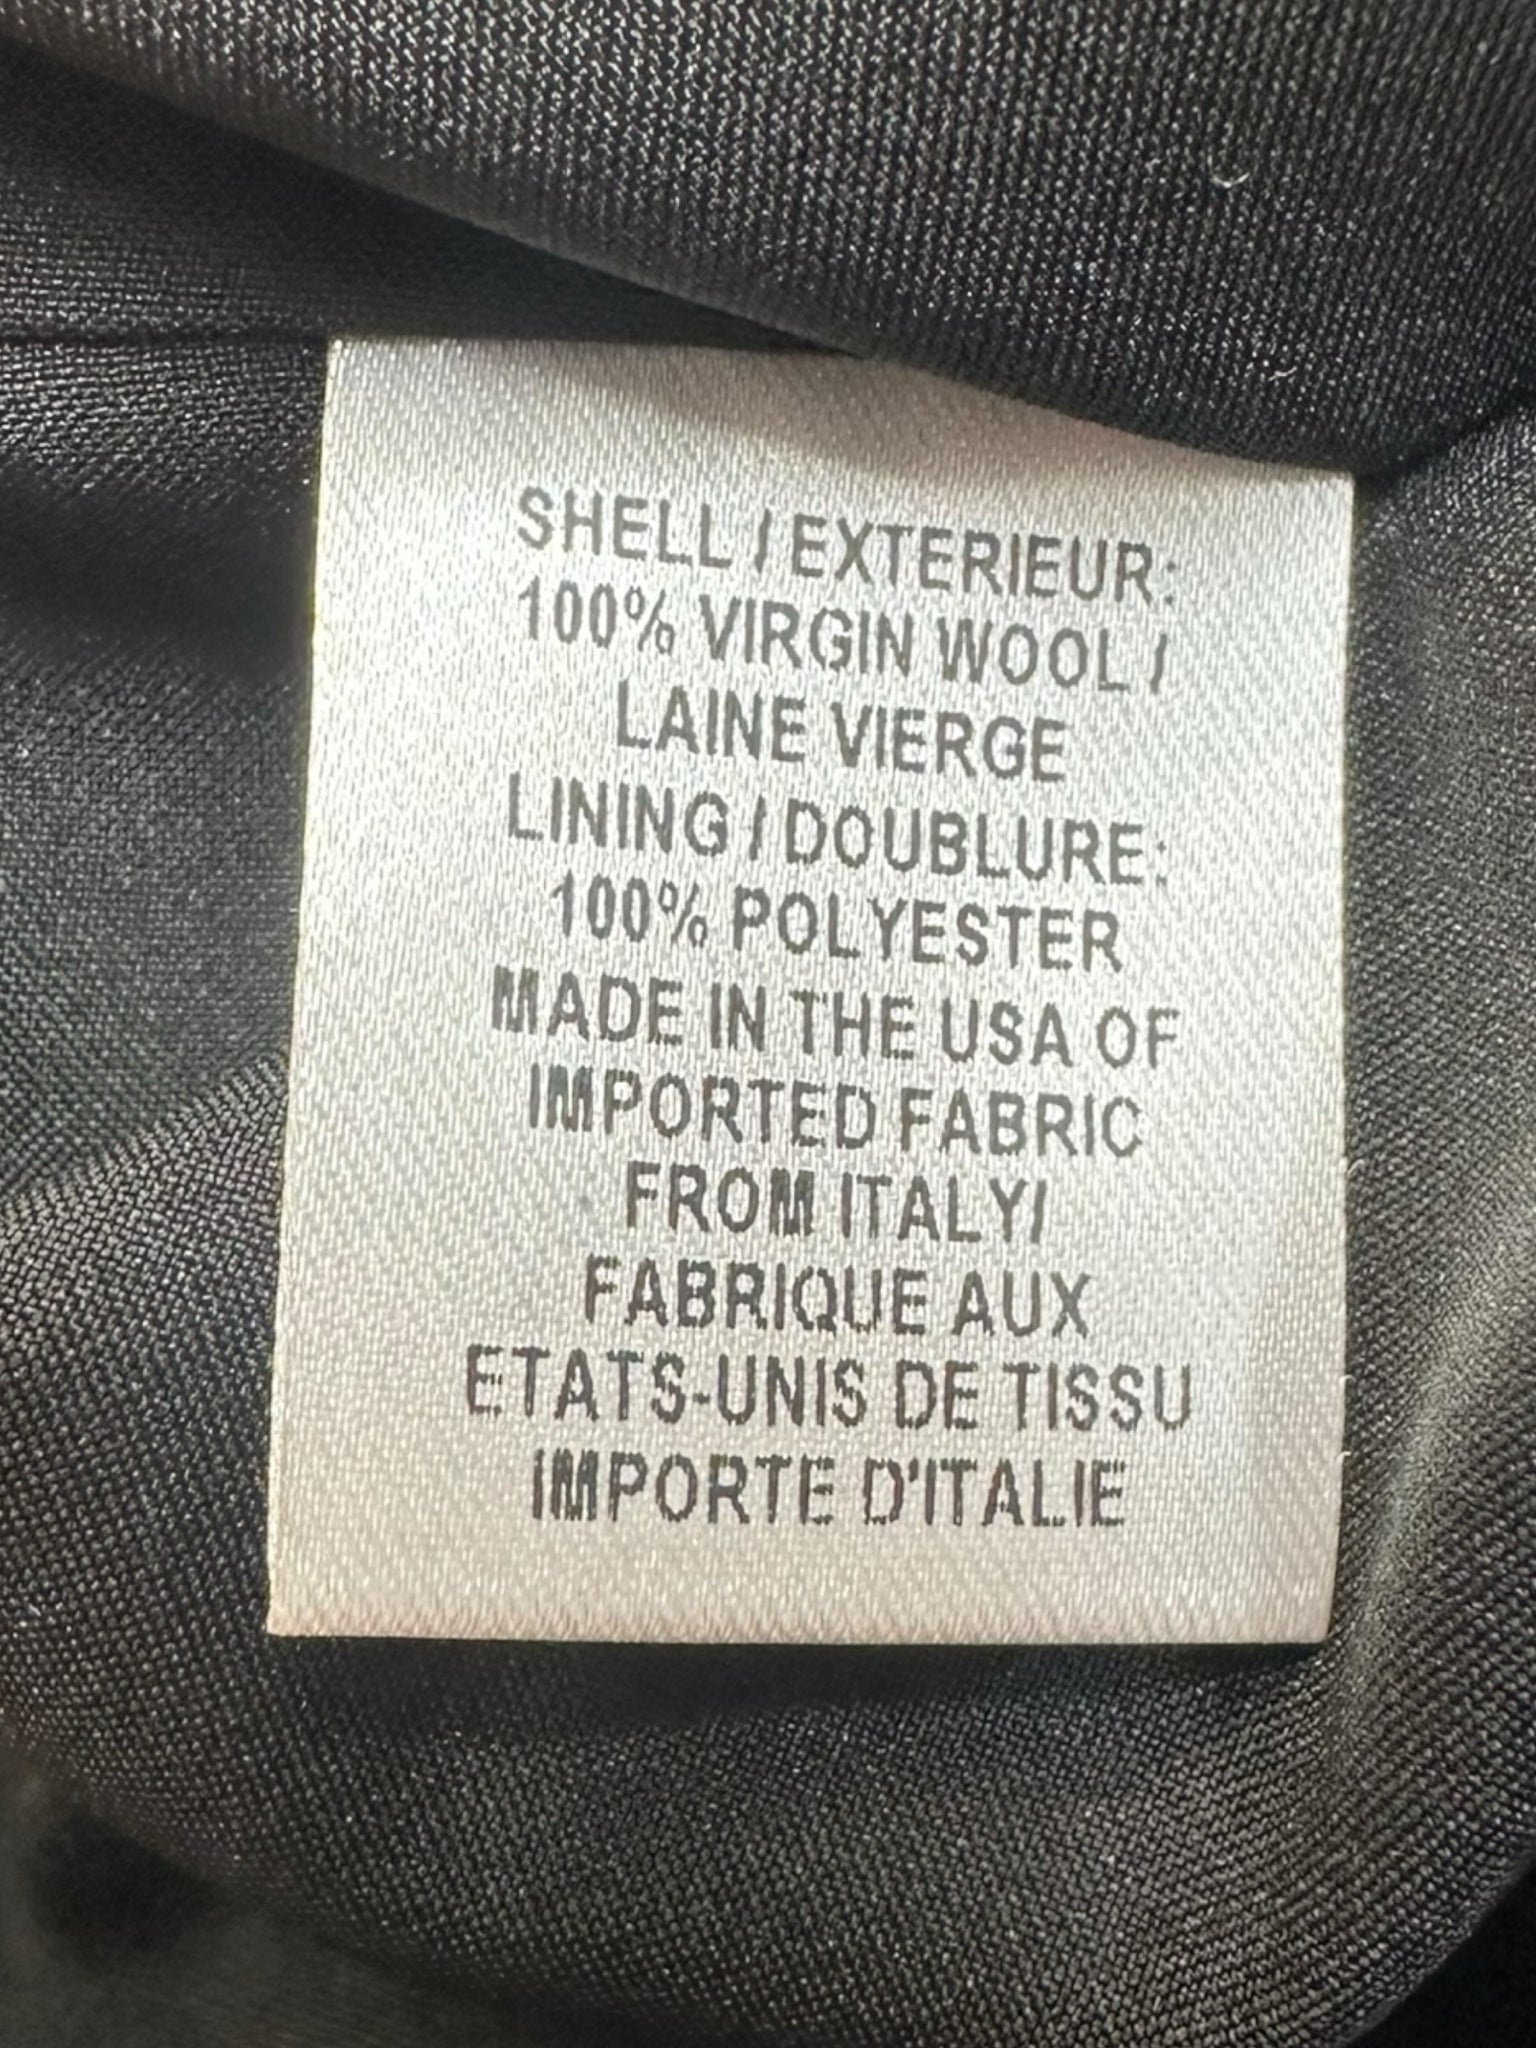 SHELL / EXTERIEUR:
100% VIRGIN WOOL /
LAINE VIERGE
LINING / DOUBLURE:
100% POLYESTER
MADE IN THE USA OF
IMPORTED FABRIC
FROM ITALY/
FABRIQUE AUX
ETATS-UNIS DE TISSU
IMPORTE D'ITALIE